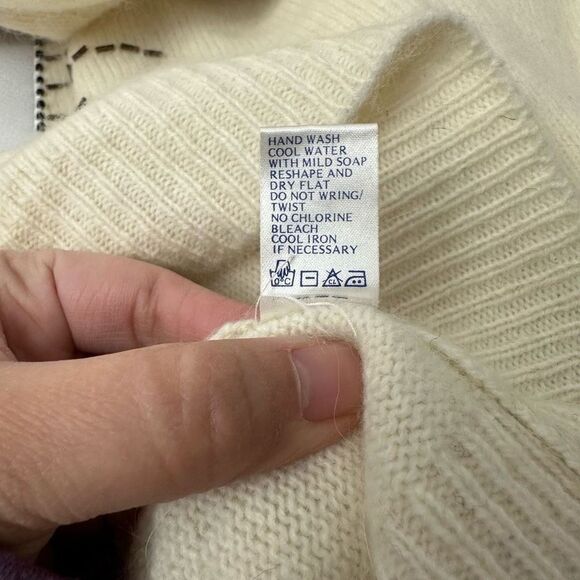 HAND WASH
COOL WATER
WITH MILD SOAP
RESHAPE AND
DRY FLAT
DO NOT WRING/
TWIST
NO CHLORINE
BLEACH
COOL IRON
IF NECESSARY
CL